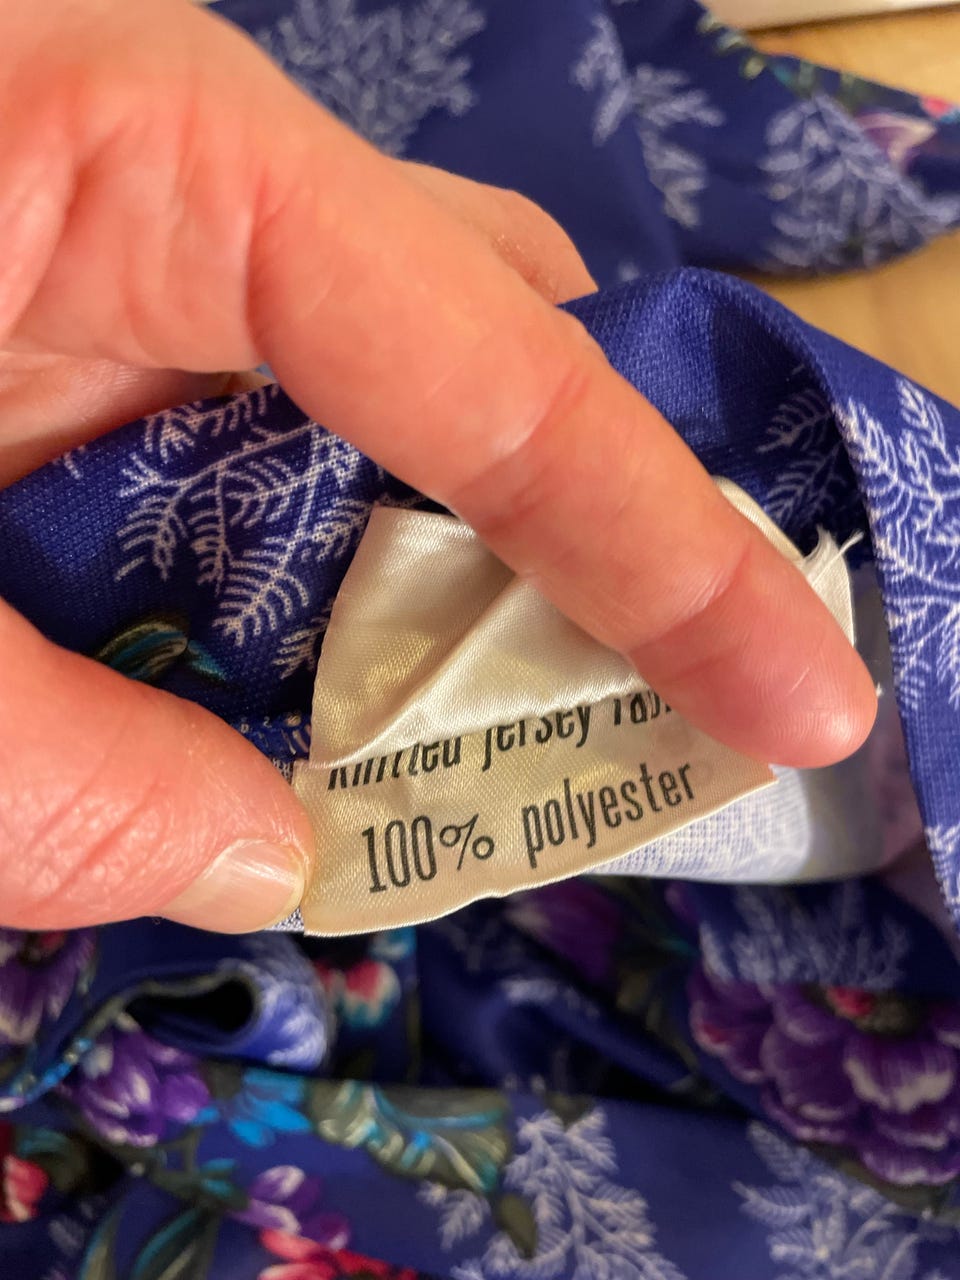 Knitted jersey
100% polyester